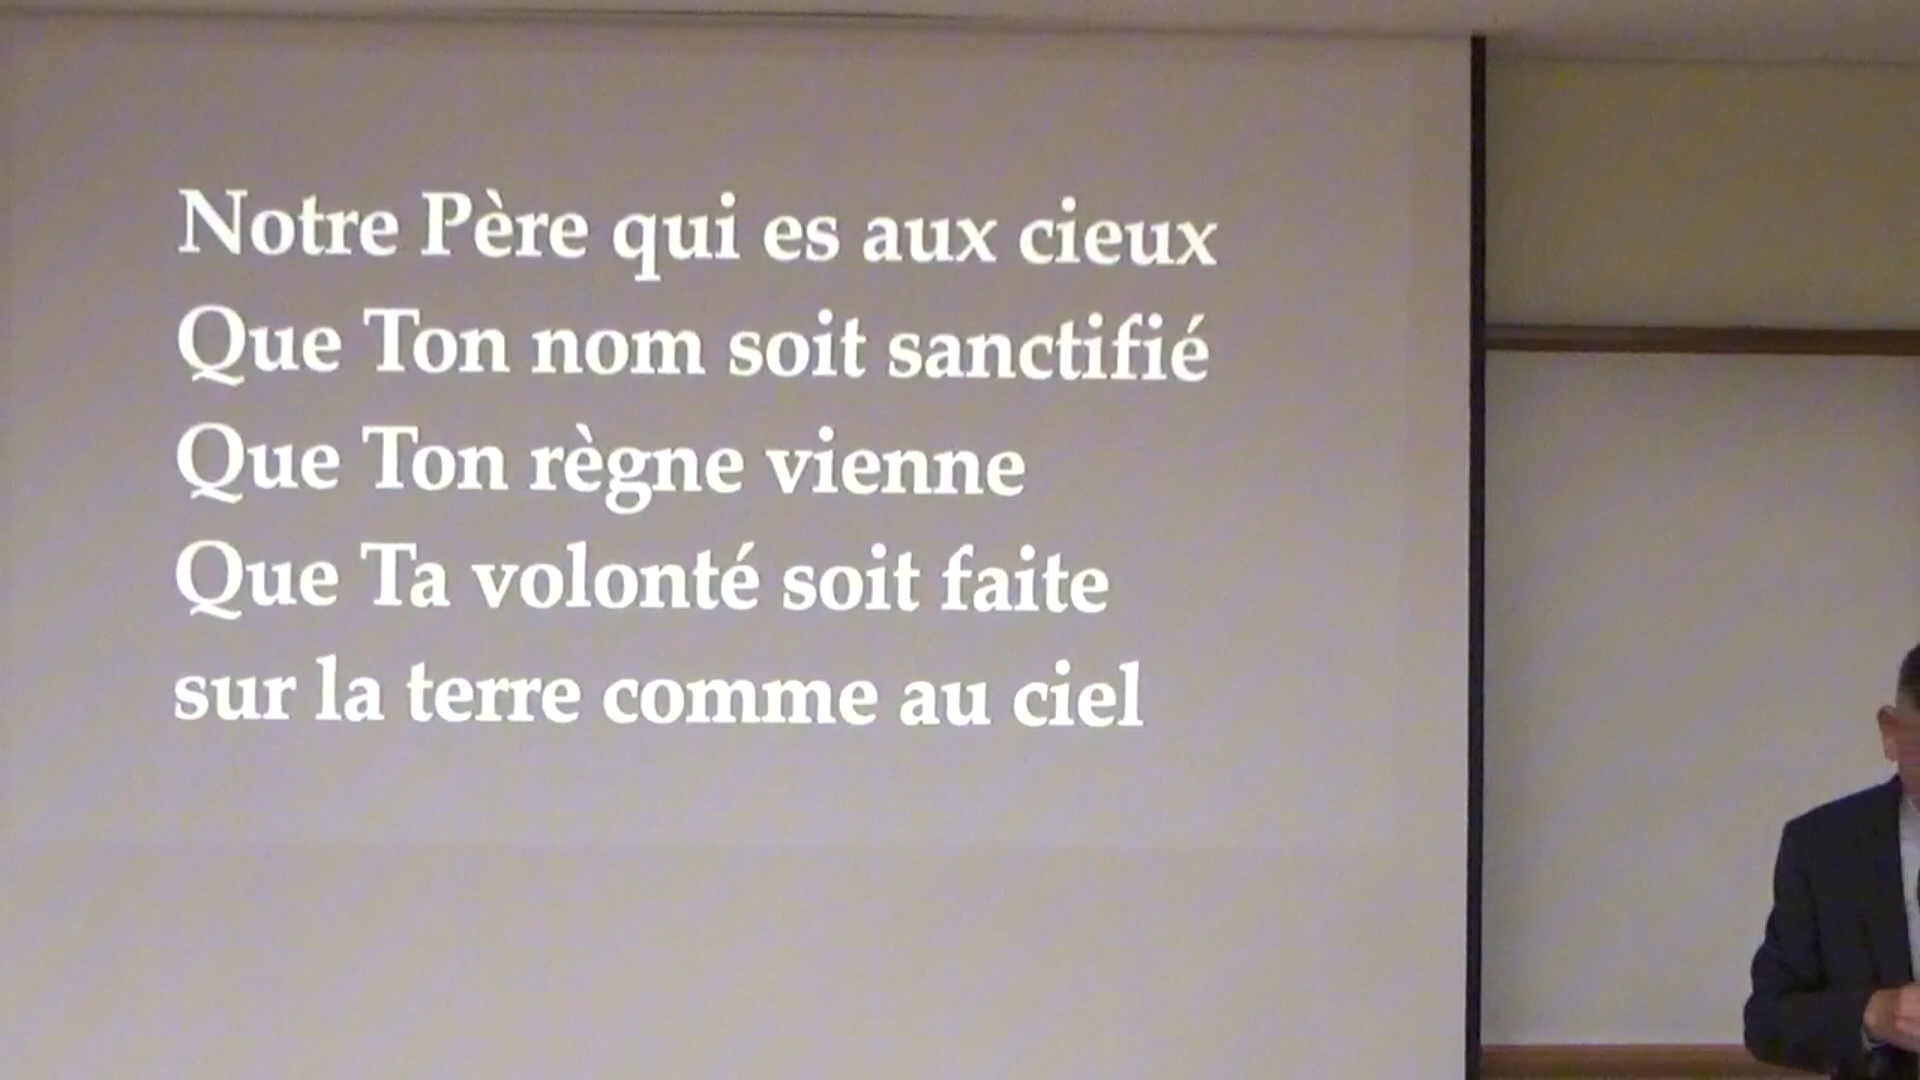 Notre Père qui es aux cieux
Que Ton nom soit sanctifié
Que Ton règne vienne
Que Ta volonté soit faite
sur la terre comme au ciel